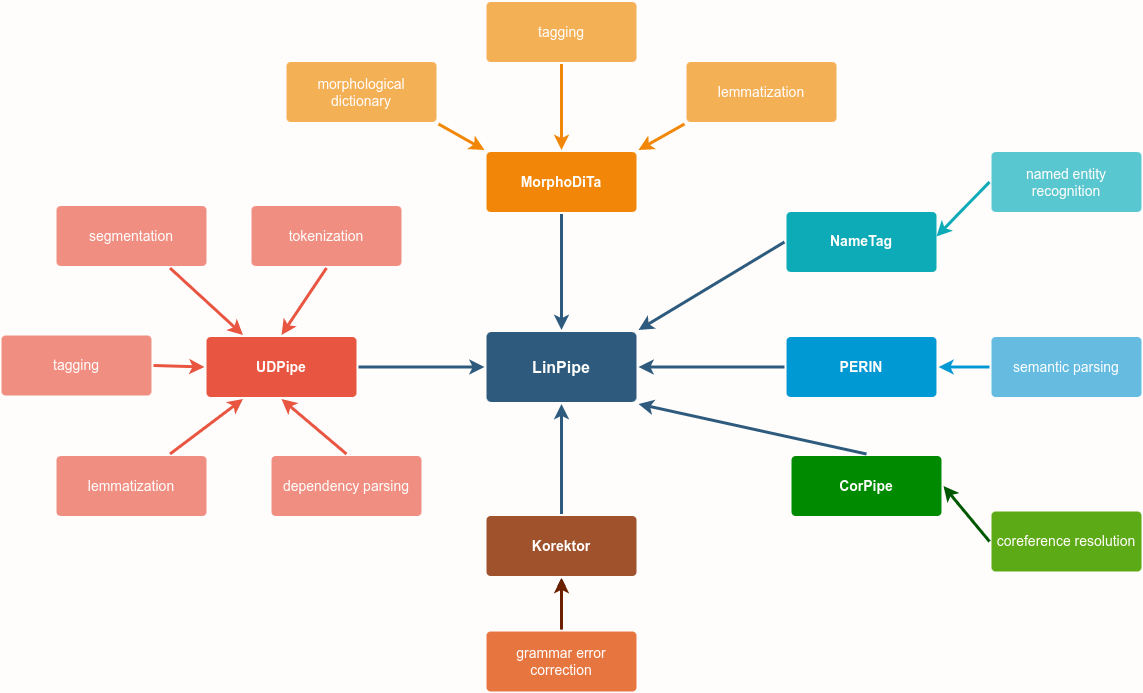 tagging
morphological
dictionary
lemmatization
MorphoDiTa
named entity
recognition
NameTag
segmentation
tokenization
tagging
UDPipe
LinPipe
PERIN
semantic parsing
lemmatization
dependency parsing
CorPipe
Korektor
coreference resolution
grammar error
correction